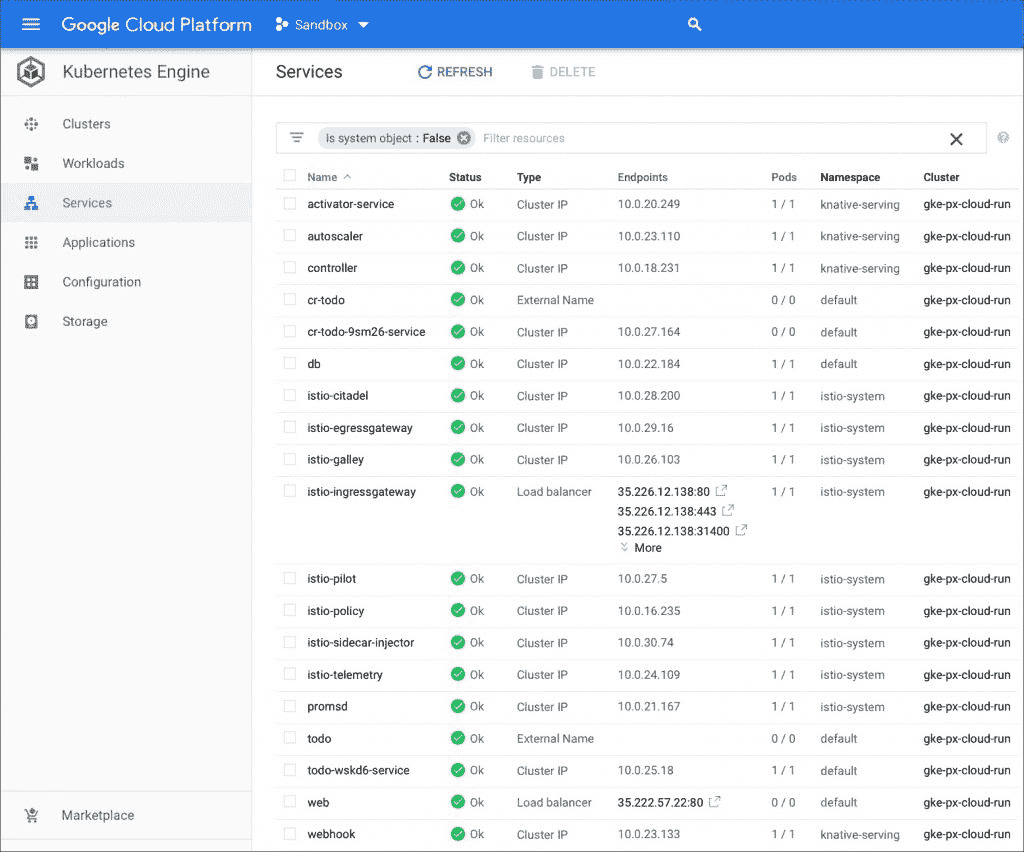 Google Cloud Platform Sandbox
Kubernetes Engine Services REFRESH DELETE
Clusters
Workloads
Services
Applications
Configuration
Storage
Marketplace
Is system object : False Filter resources
Name Status Type Endpoints Pods Namespace Cluster
activator-service Ok Cluster IP 10.0.20.249 1 / 1 knative-serving gke-px-cloud-run
autoscaler Ok Cluster IP 10.0.23.110 1 / 1 knative-serving gke-px-cloud-run
controller Ok Cluster IP 10.0.18.231 1 / 1 knative-serving gke-px-cloud-run
cr-todo Ok External Name 0 / 0 default gke-px-cloud-run
cr-todo-9sm26-service Ok Cluster IP 10.0.27.164 0 / 0 default gke-px-cloud-run
db Ok Cluster IP 10.0.22.184 1 / 1 default gke-px-cloud-run
istio-citadel Ok Cluster IP 10.0.28.200 1 / 1 istio-system gke-px-cloud-run
istio-egressgateway Ok Cluster IP 10.0.29.16 1 / 1 istio-system gke-px-cloud-run
istio-galley Ok Cluster IP 10.0.26.103 1 / 1 istio-system gke-px-cloud-run
istio-ingressgateway Ok Load balancer 35.226.12.138:80 1 / 1 istio-system gke-px-cloud-run
35.226.12.138:443
35.226.12.138:31400
More
istio-pilot Ok Cluster IP 10.0.27.5 1 / 1 istio-system gke-px-cloud-run
istio-policy Ok Cluster IP 10.0.16.235 1 / 1 istio-system gke-px-cloud-run
istio-sidecar-injector Ok Cluster IP 10.0.30.74 1 / 1 istio-system gke-px-cloud-run
istio-telemetry Ok Cluster IP 10.0.24.109 1 / 1 istio-system gke-px-cloud-run
promsd Ok Cluster IP 10.0.21.167 1 / 1 istio-system gke-px-cloud-run
todo Ok External Name 0 / 0 default gke-px-cloud-run
todo-wskd6-service Ok Cluster IP 10.0.25.18 1 / 1 default gke-px-cloud-run
web Ok Load balancer 35.222.57.22:80 0 / 0 default gke-px-cloud-run
webhook Ok Cluster IP 10.0.23.133 1 / 1 knative-serving gke-px-cloud-run